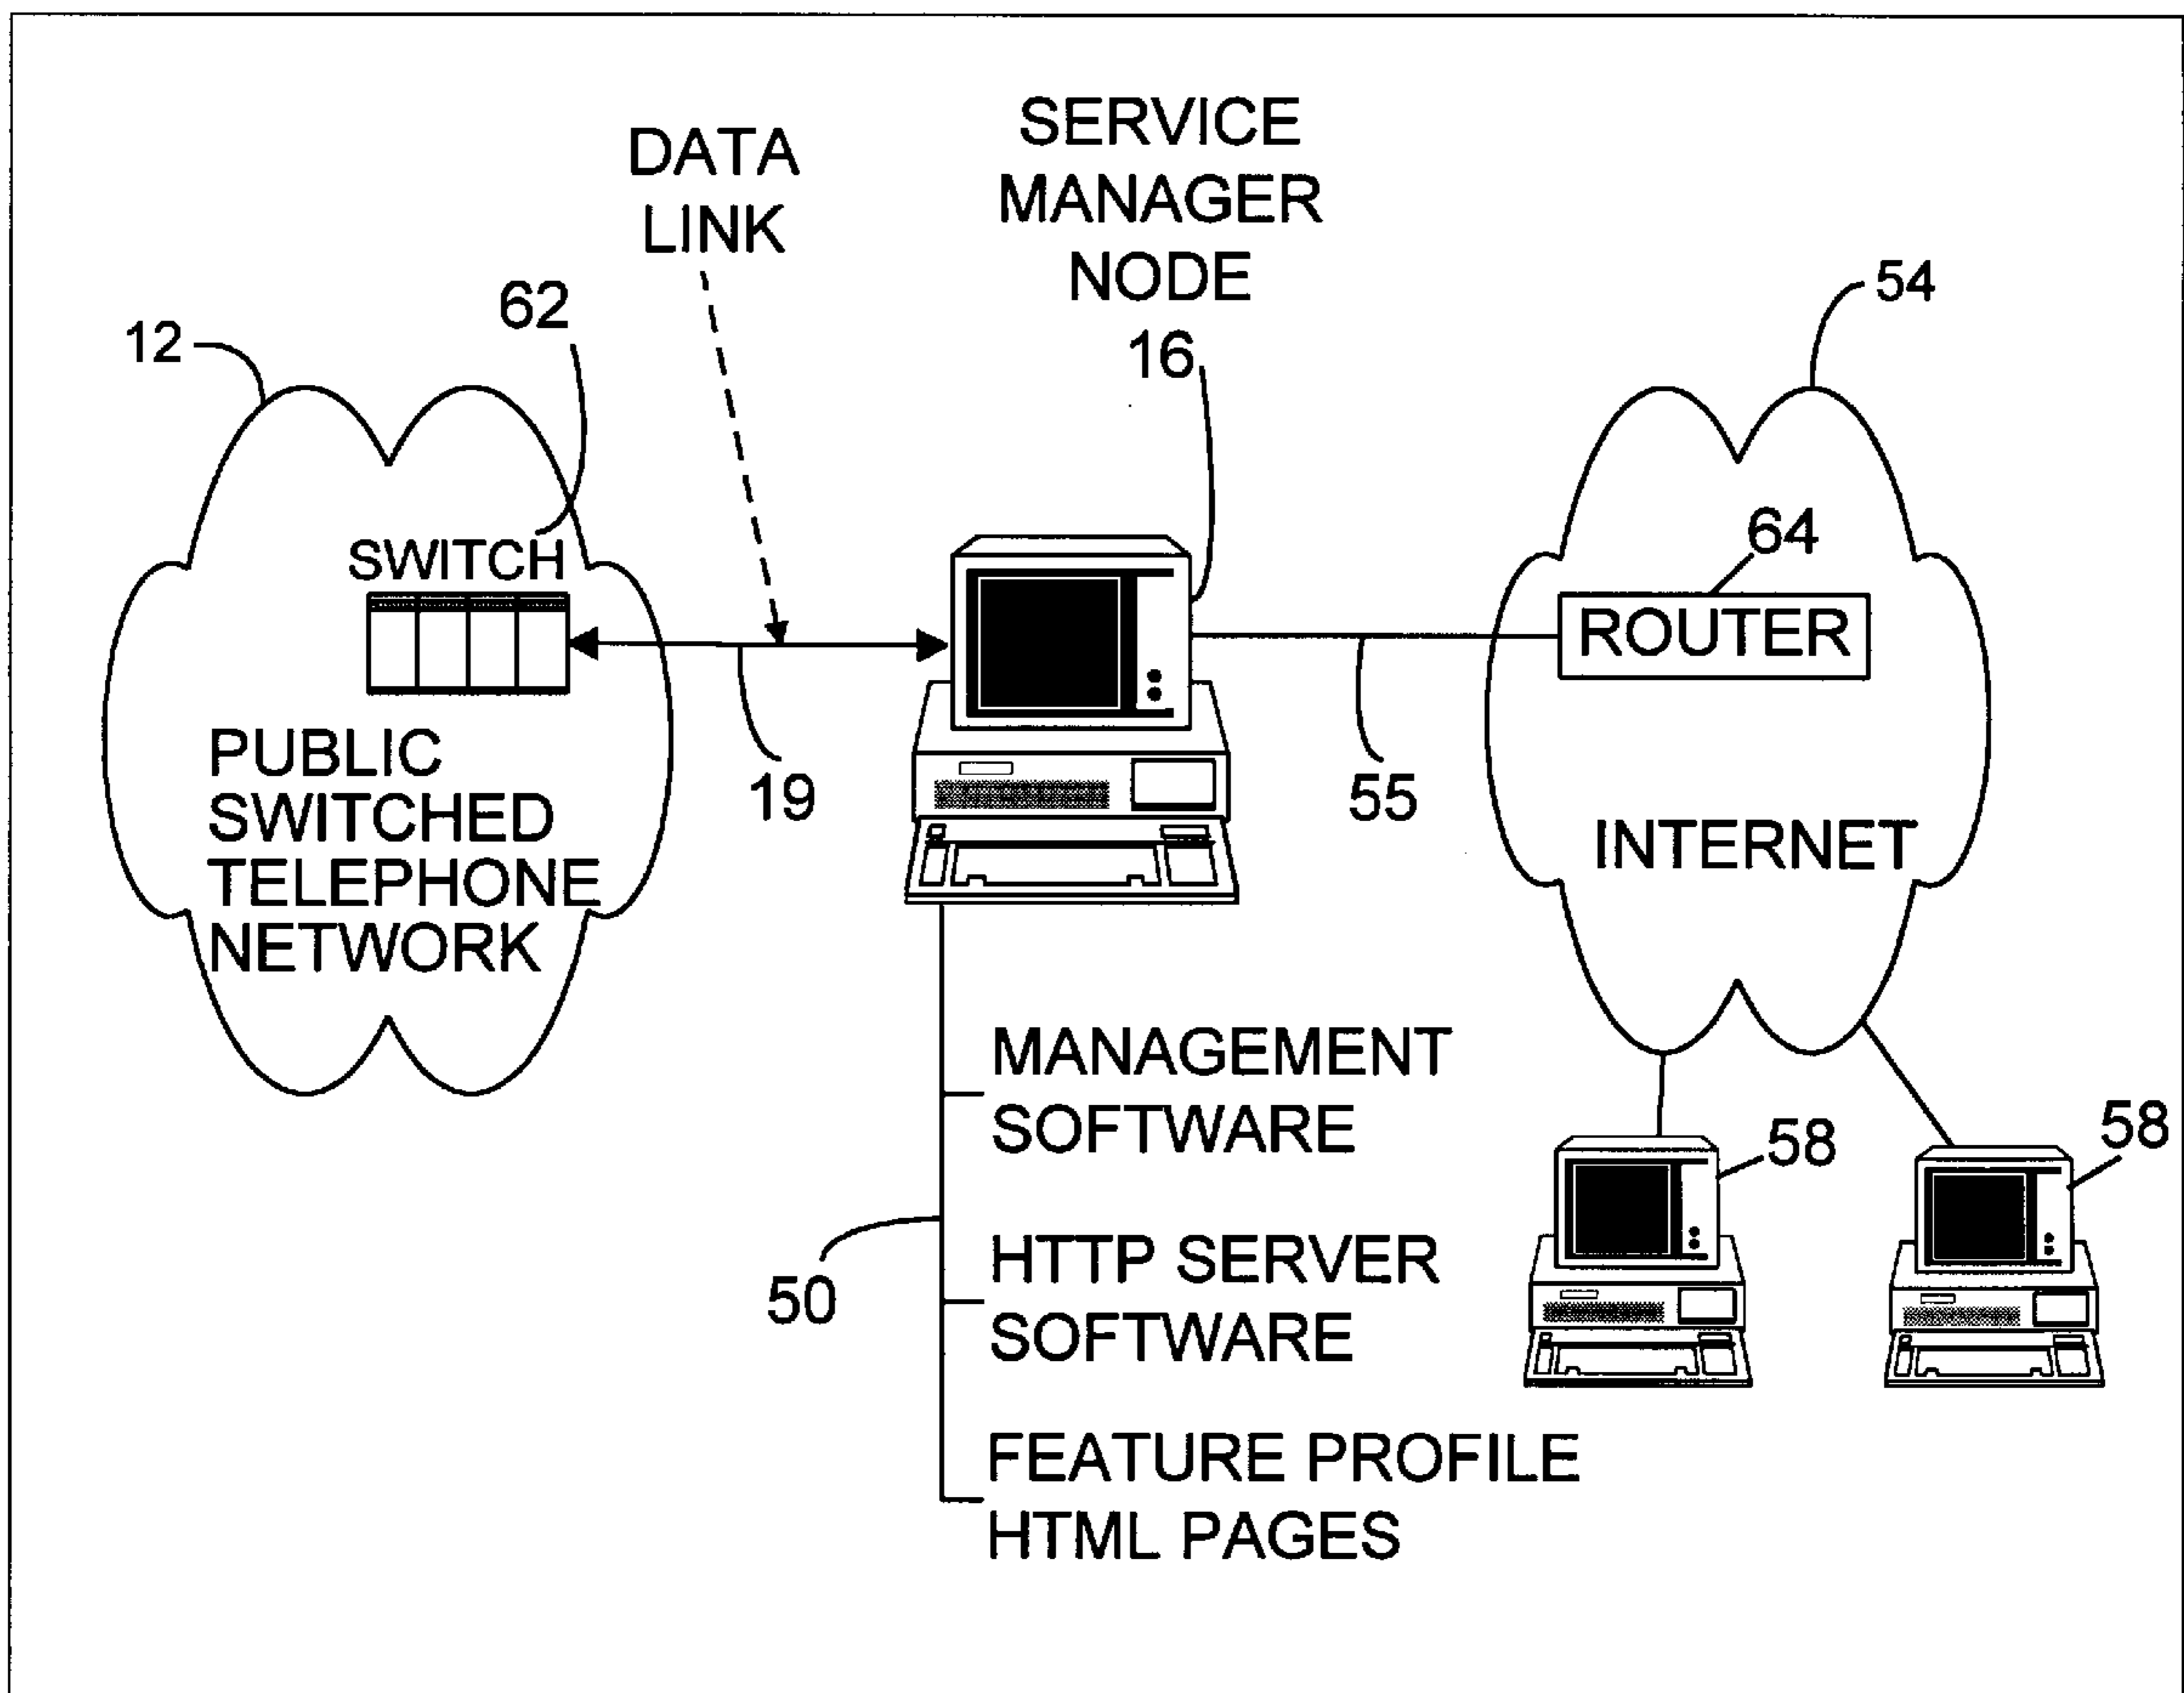 DATA
LINK
SERVICE
MANAGER
NODE
16
62
12
54
SWITCH
64
ROUTER
PUBLIC
SWITCHED
TELEPHONE
NETWORK
19
55
INTERNET
MANAGEMENT
SOFTWARE
50
HTTP SERVER
SOFTWARE
FEATURE PROFILE
HTML PAGES
58
58